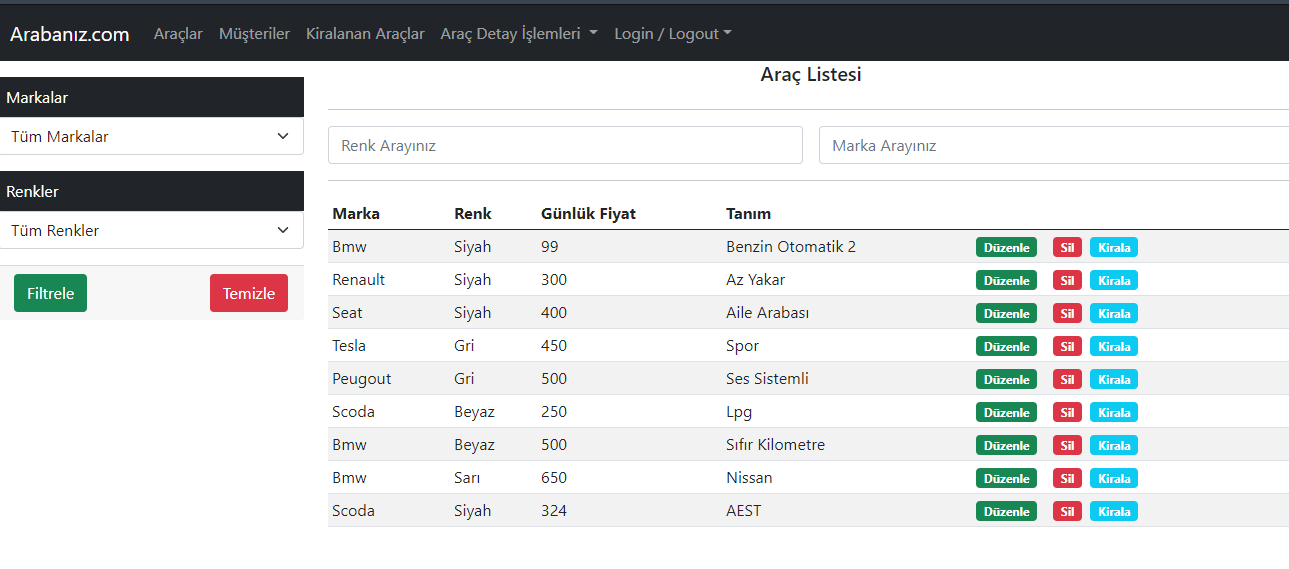 Arabanız.com Araçlar Müşteriler Kiralanan Araçlar Araç Detay İşlemleri Login / Logout
Markalar
Tüm Markalar
Renkler
Tüm Renkler
Filtrele Temizle
Araç Listesi
Renk Arayınız Marka Arayınız
Marka Renk Günlük Fiyat Tanım
Bmw Siyah 99 Benzin Otomatik 2 Düzenle Sil Kirala
Renault Siyah 300 Az Yakar Düzenle Sil Kirala
Seat Siyah 400 Aile Arabası Düzenle Sil Kirala
Tesla Gri 450 Spor Düzenle Sil Kirala
Peugout Gri 500 Ses Sistemli Düzenle Sil Kirala
Scoda Beyaz 250 Lpg Düzenle Sil Kirala
Bmw Beyaz 500 Sıfır Kilometre Düzenle Sil Kirala
Bmw Sarı 650 Nissan Düzenle Sil Kirala
Scoda Siyah 324 AEST Düzenle Sil Kirala